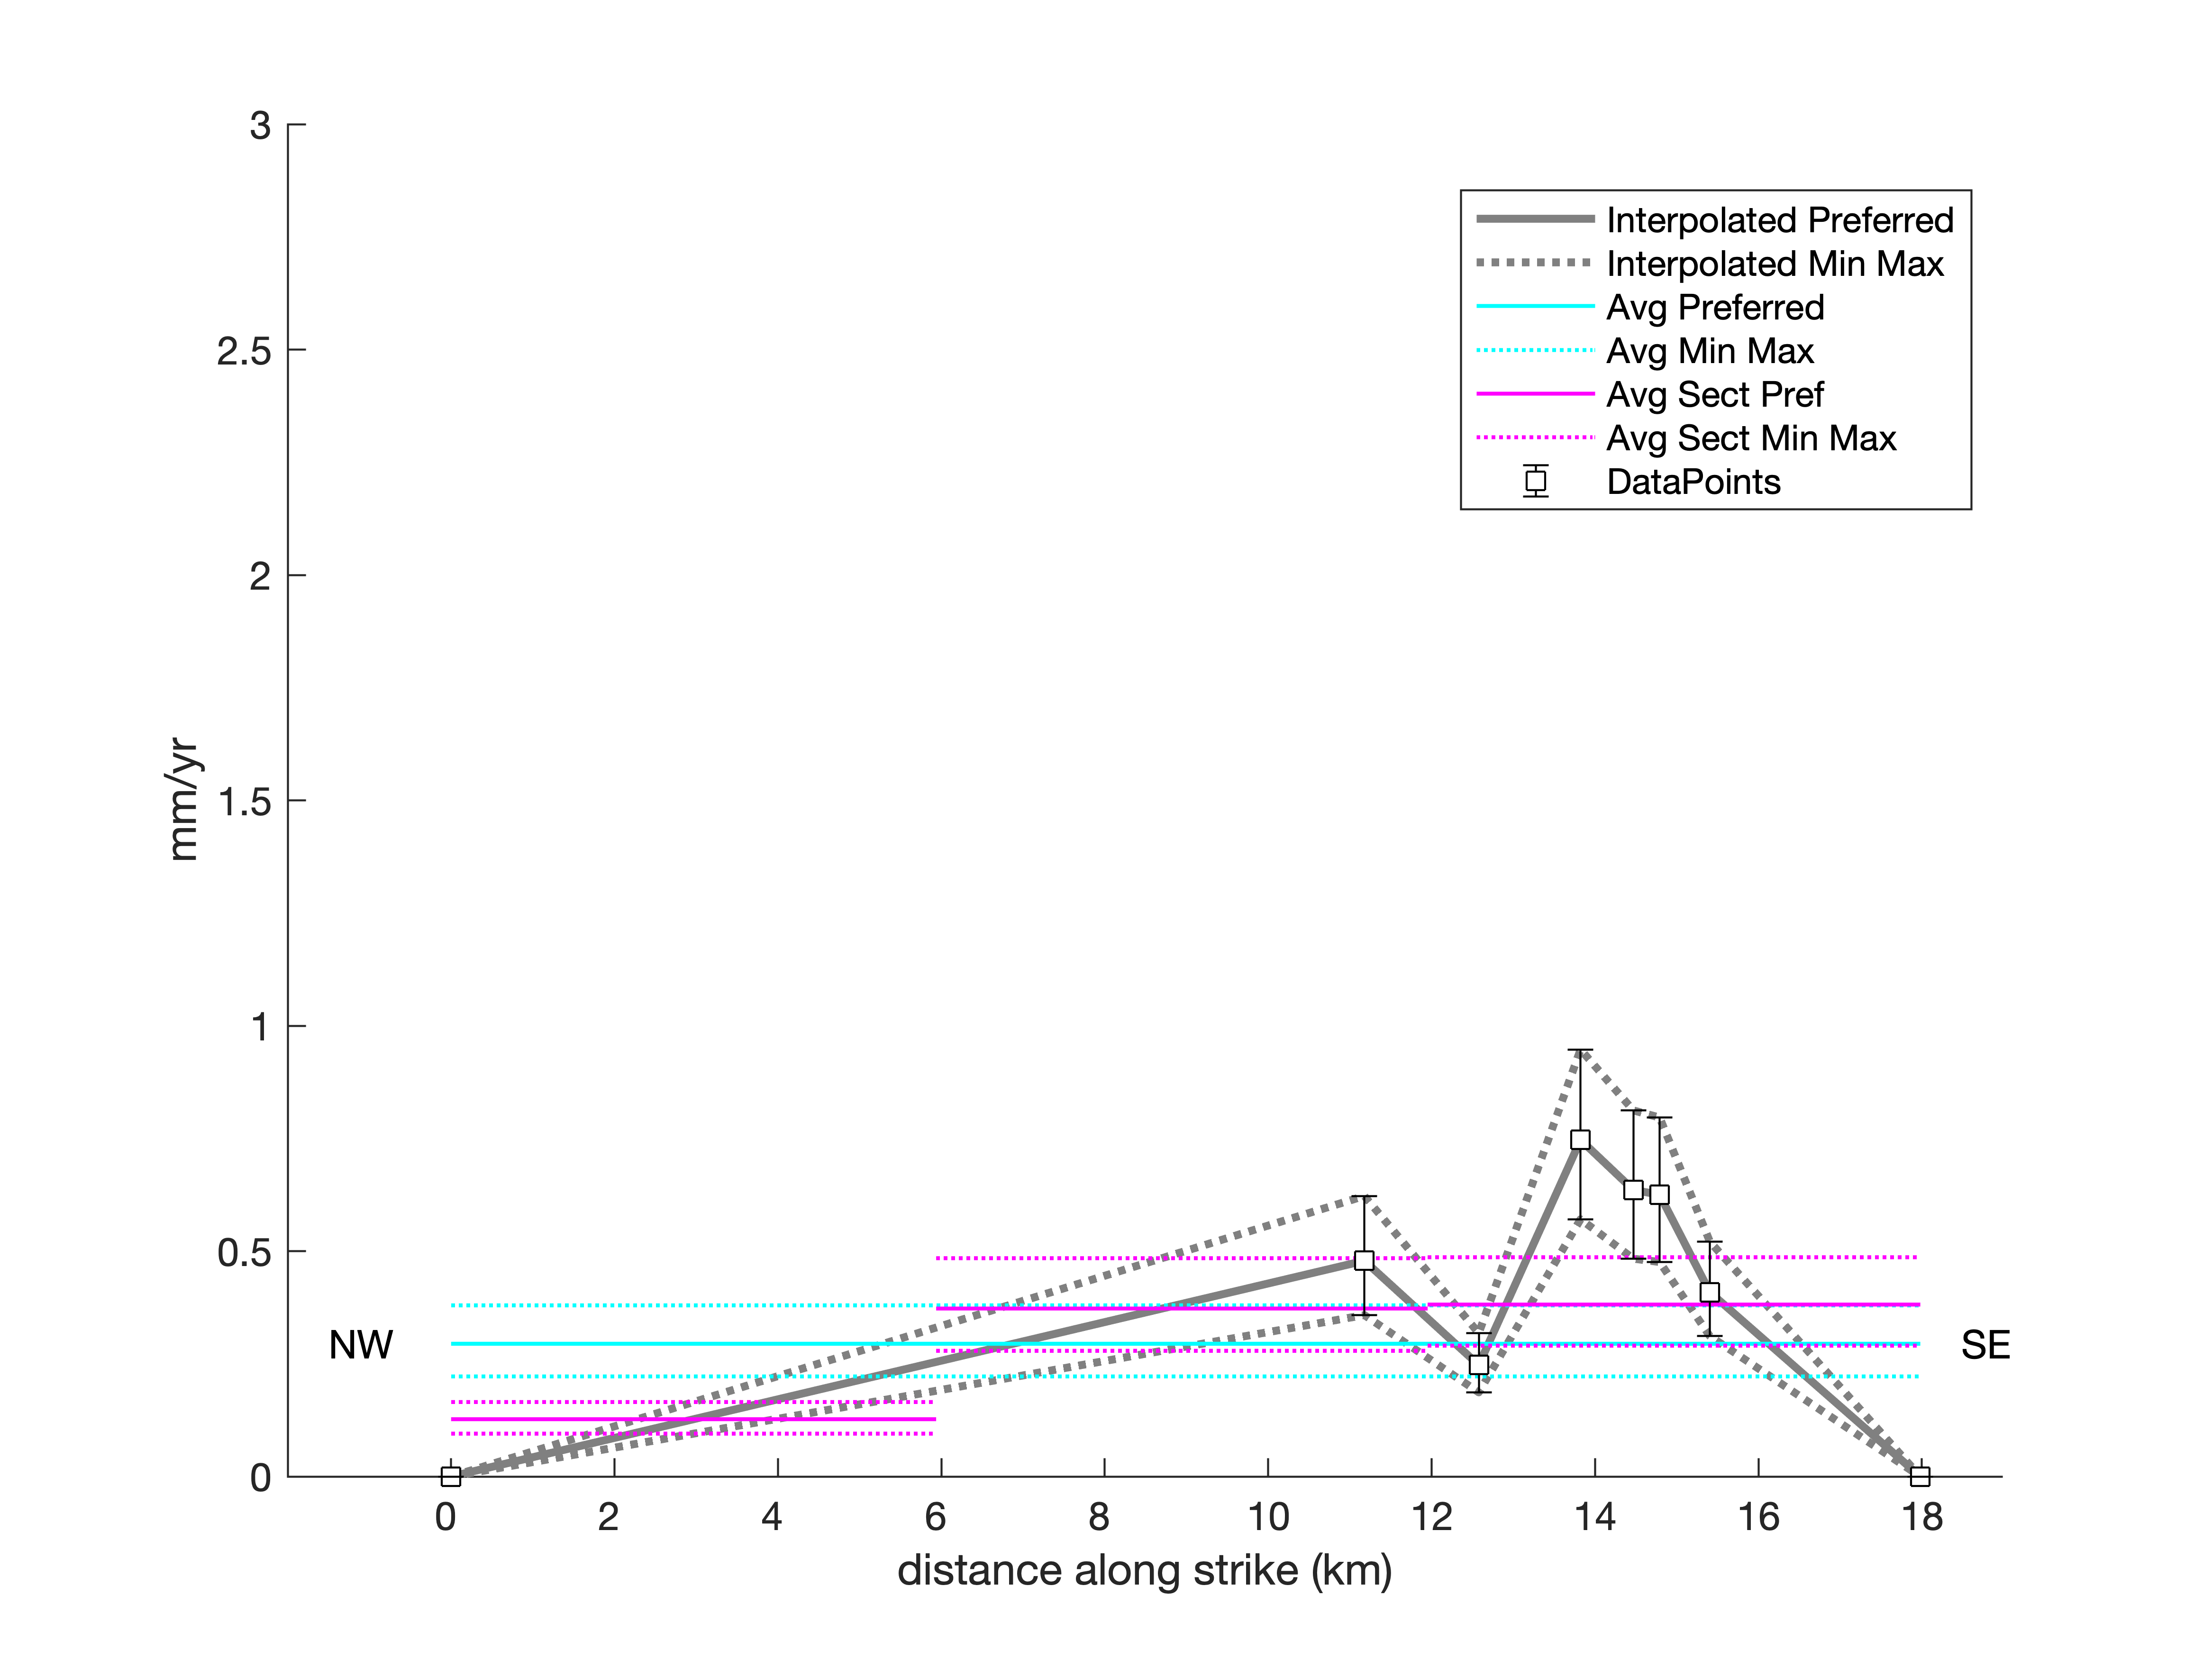 3
2.5
2
1.5
1
0.5
0
mm/yr
Interpolated Preferred
Interpolated Min Max
Avg Preferred
Avg Min Max
Avg Sect Pref
Avg Sect Min Max
DataPoints
NW
SE
0 2 4 6 8 10 12 14 16 18
distance along strike (km)